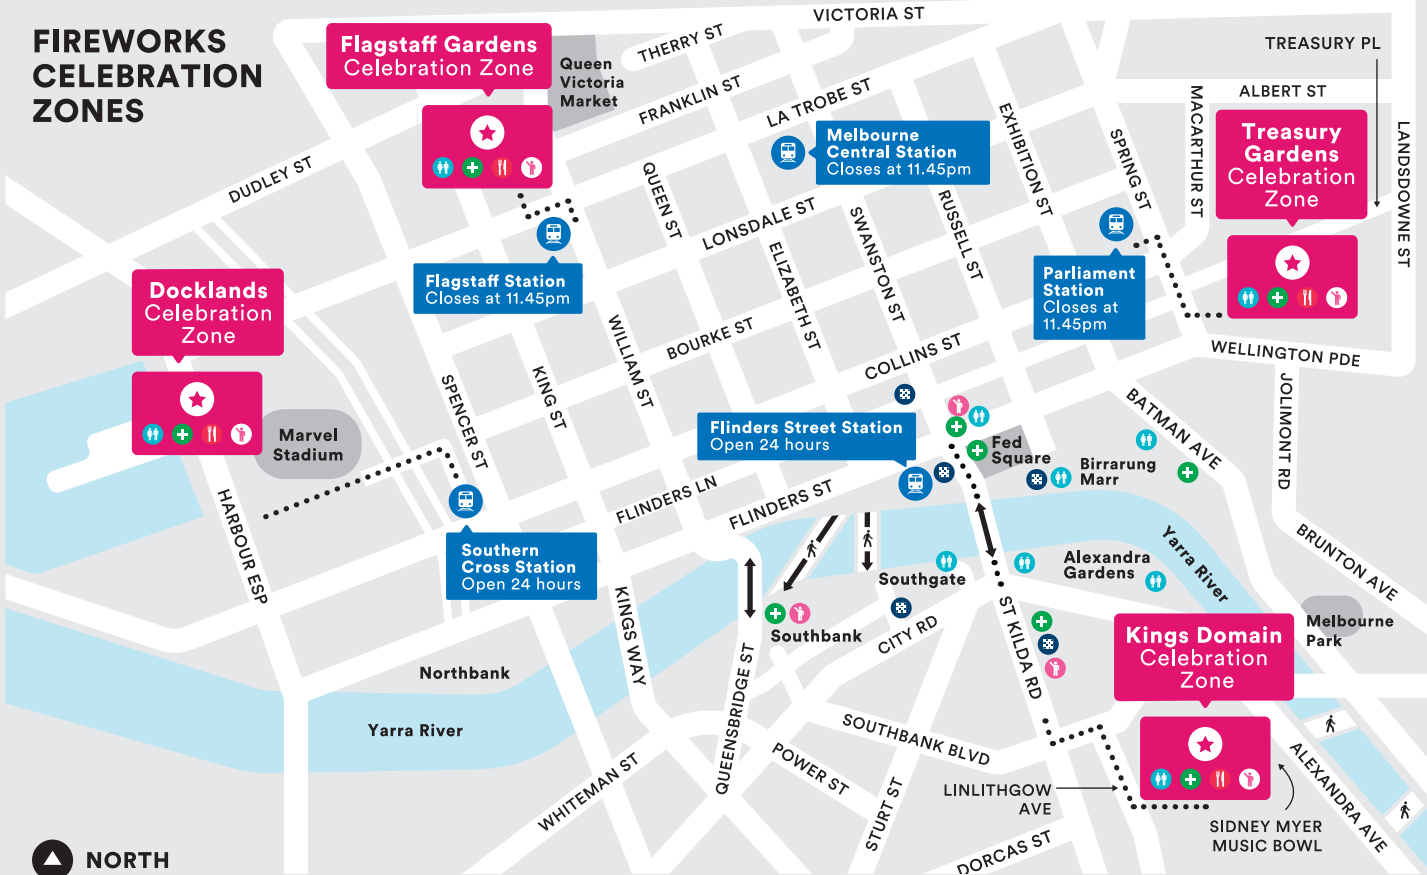 FIREWORKS
CELEBRATION
ZONES
VICTORIA ST
THERRY ST
Flagstaff Gardens
Celebration Zone
Queen
Victoria
Market
FRANKLIN ST
LA TROBE ST
TREASURY PL
ALBERT ST
MACARTHUR ST
LANDSDOWNE ST
EXHIBITION ST
SPRING ST
Treasury
Gardens
Celebration
Zone
Melbourne
Central Station
Closes at 11.45pm
DUDLEY ST
QUEEN ST
LONSDALE ST
SWANSTON ST
RUSSELL ST
ELIZABETH ST
Flagstaff Station
Closes at 11.45pm
Parliament
Station
Closes at
11.45pm
Docklands
Celebration
Zone
BOURKE ST
WILLIAM ST
COLLINS ST
WELLINGTON PDE
KING ST
SPENCER ST
JOLIMONT RD
BATMAN AVE
Marvel
Stadium
Flinders Street Station
Open 24 hours
Fed
Square
Birrarung
Marr
FLINDERS LN
FLINDERS ST
HARBOUR ESP
Southern
Cross Station
Open 24 hours
Yarra River
BRUNTON AVE
Alexandra
Gardens
Southgate
KINGS WAY
Southbank
CITY RD
ST KILDA RD
Melbourne
Park
Kings Domain
Celebration
Zone
Northbank
Yarra River
QUEENSBRIDGE ST
SOUTHBANK BLVD
POWER ST
WHITEMAN ST
STURT ST
LINLITHGOW
AVE
ALEXANDRA AVE
SIDNEY MYER
MUSIC BOWL
DORCAS ST
NORTH